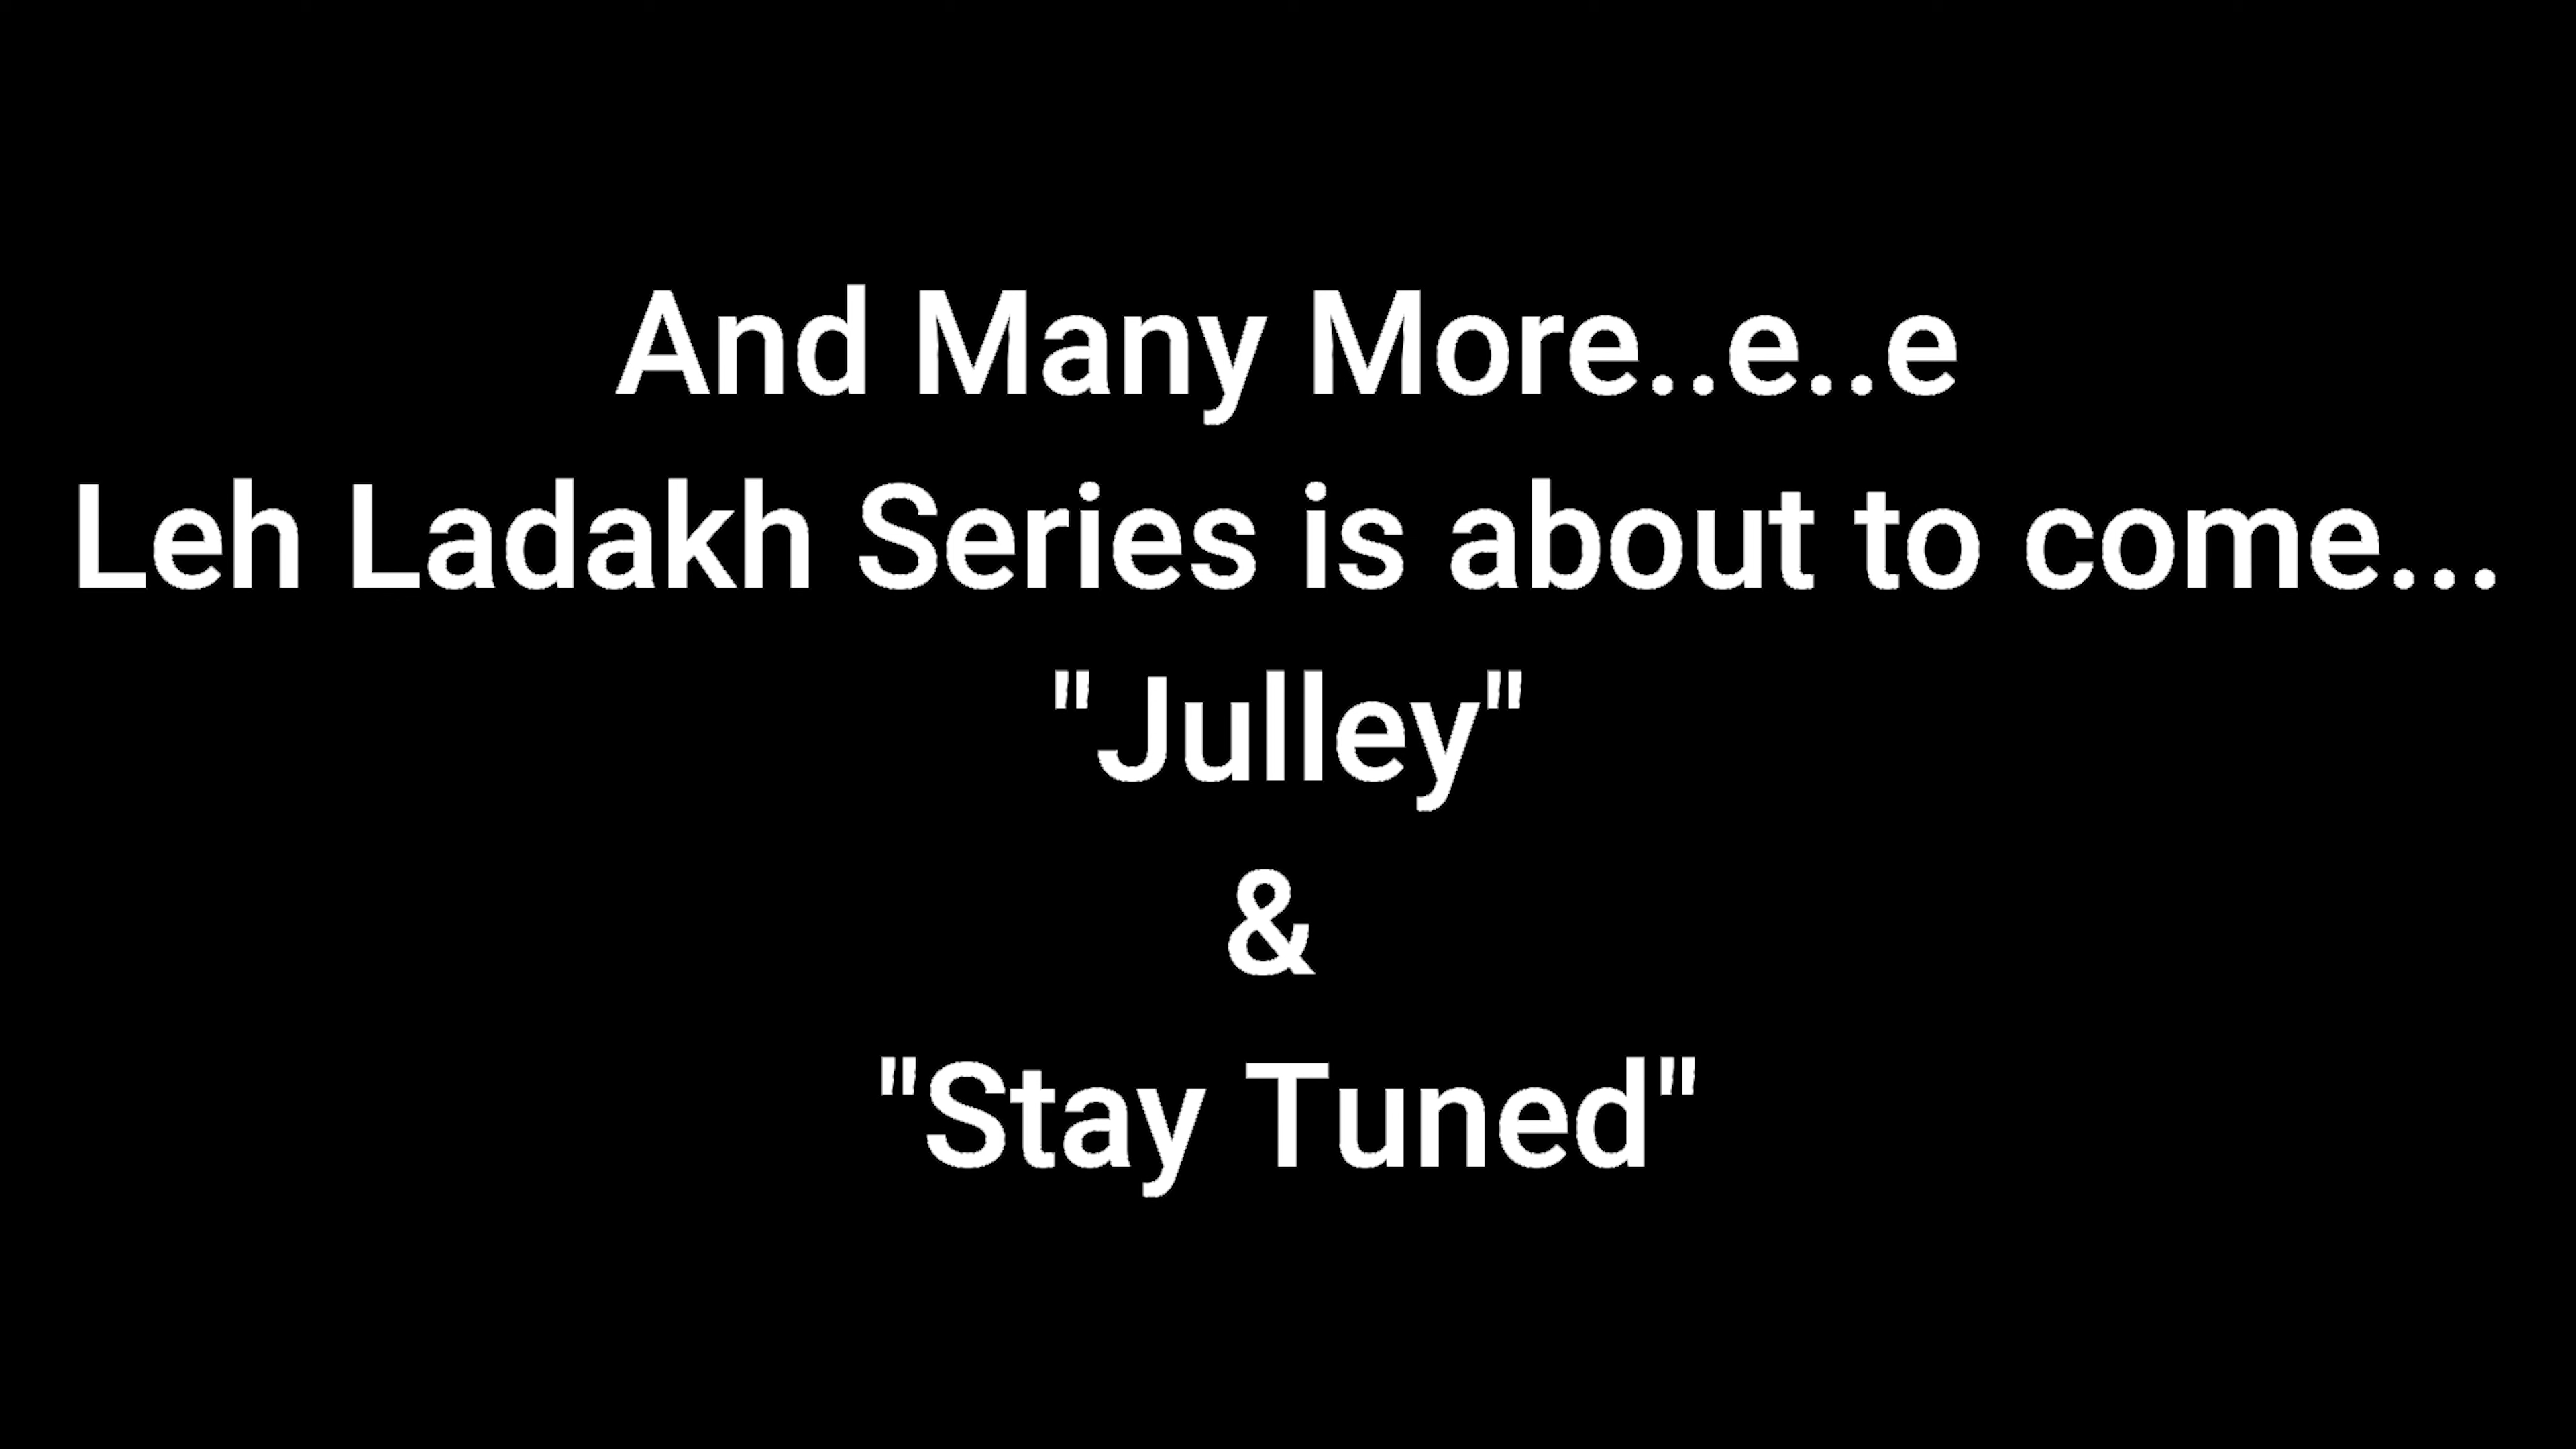 And Many More..e..e
Leh Ladakh Series is about to come...
"Julley"
&
"Stay Tuned"